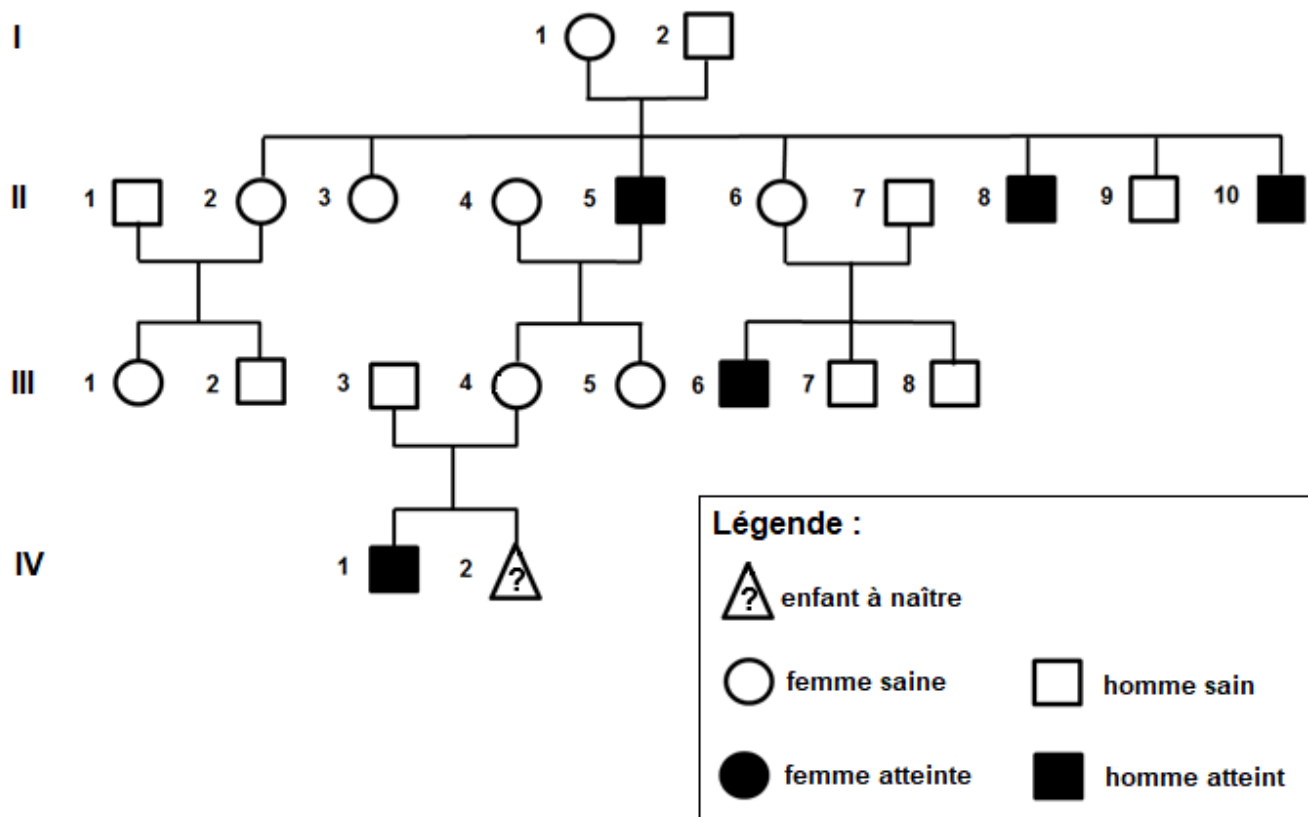 I 1 2
II 1 2 3 4 5 6 7 8 9 10
III 1 2 3 4 5 6 7 8
IV 1 2 ?
Légende :
? enfant à naître
femme saine homme sain
femme atteinte homme atteint